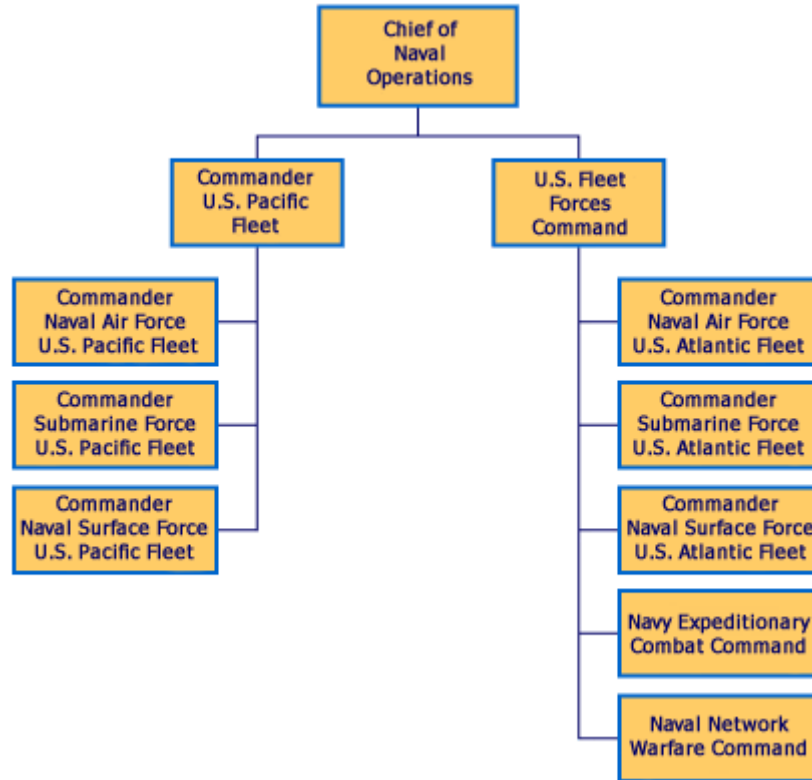 Chief of
Naval
Operations
Commander
U.S. Pacific
Fleet
U.S. Fleet
Forces
Command
Commander
Naval Air Force
U.S. Pacific Fleet
Commander
Submarine Force
U.S. Pacific Fleet
Commander
Naval Surface Force
U.S. Pacific Fleet
Commander
Naval Air Force
U.S. Atlantic Fleet
Commander
Submarine Force
U.S. Atlantic Fleet
Commander
Naval Surface Force
U.S. Atlantic Fleet
Navy Expeditionary
Combat Command
Naval Network
Warfare Command